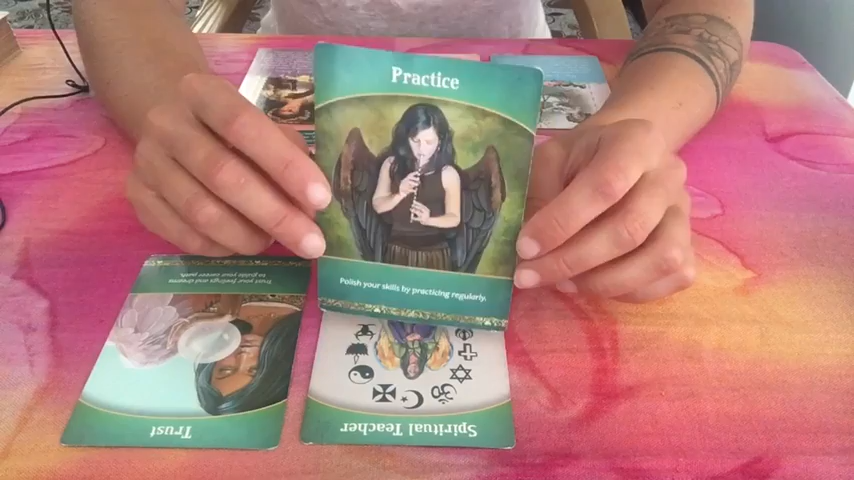 Practice
Polish your skills by practicing regularly.
Trust your feelings and dreams
to guide your career path.
Trust
Spiritual Teacher